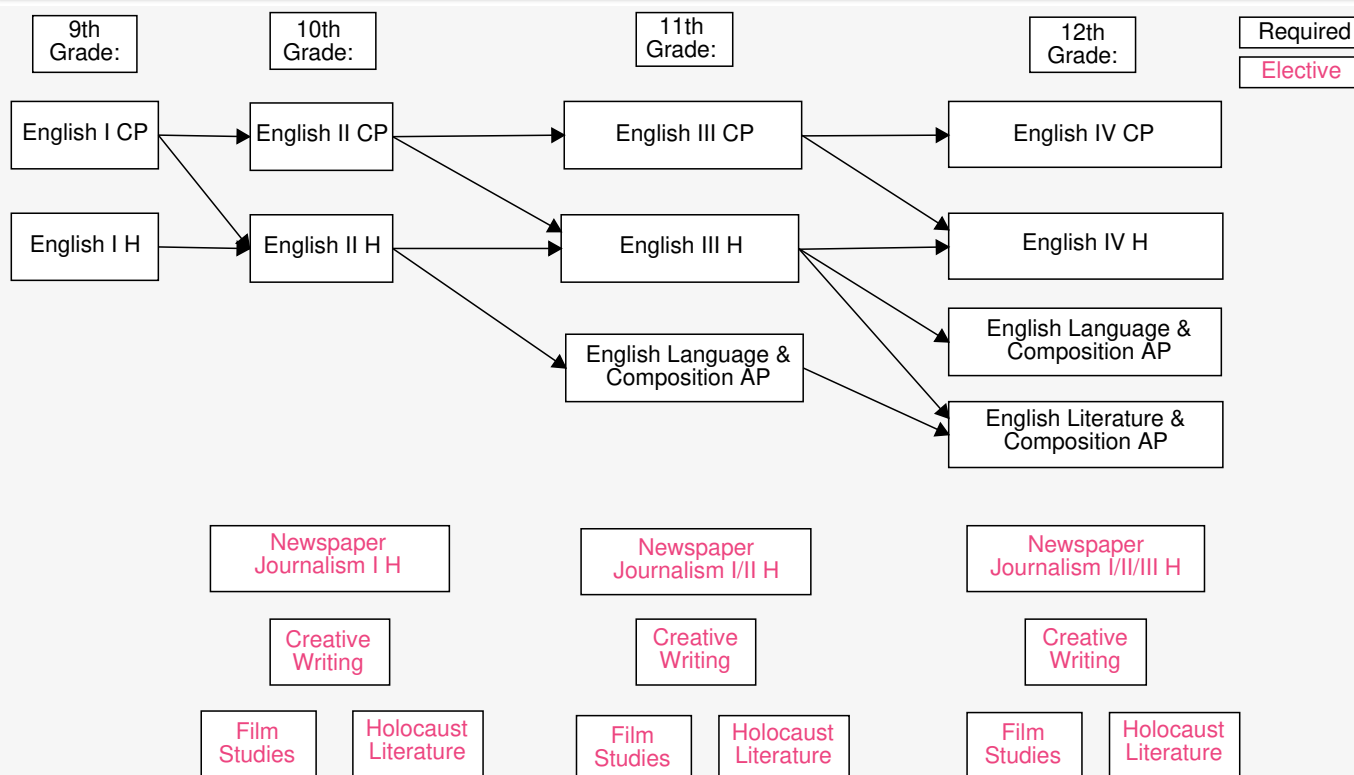 9th
Grade:
10th
Grade:
11th
Grade:
12th
Grade:
Required
Elective
English I CP
English II CP
English III CP
English IV CP
English I H
English II H
English III H
English IV H
English Language &
Composition AP
English Language &
Composition AP
English Literature &
Composition AP
Newspaper
Journalism I H
Newspaper
Journalism I/II H
Newspaper
Journalism I/II/III H
Creative
Writing
Creative
Writing
Creative
Writing
Film
Studies
Holocaust
Literature
Film
Studies
Holocaust
Literature
Film
Studies
Holocaust
Literature